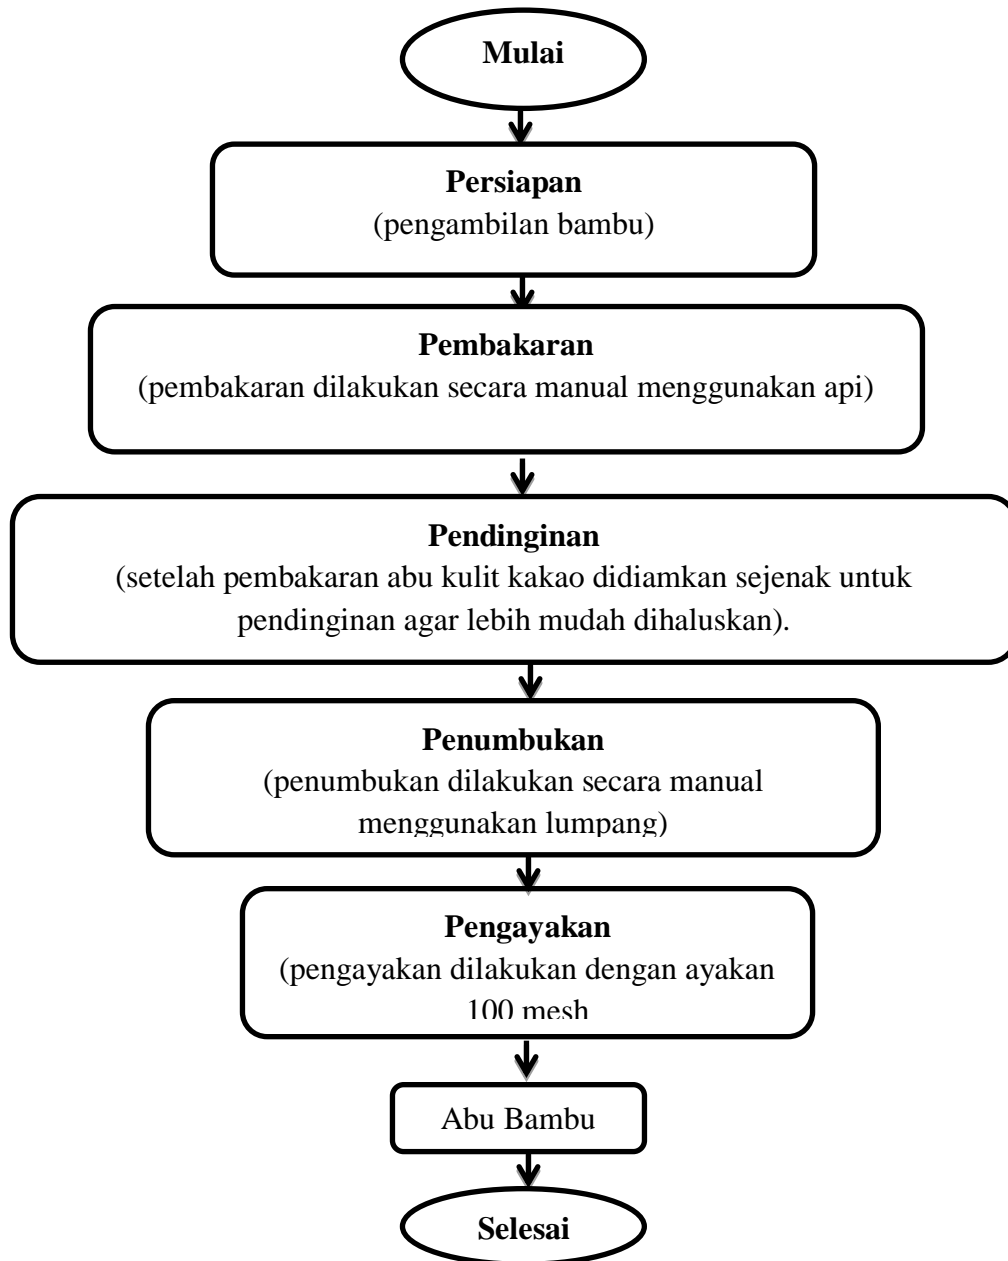 Mulai
Persiapan
(pengambilan bambu)
Pembakaran
(pembakaran dilakukan secara manual menggunakan api)
Pendinginan
(setelah pembakaran abu kulit kakao didiamkan sejenak untuk
pendinginan agar lebih mudah dihaluskan).
Penumbukan
(penumbukan dilakukan secara manual
menggunakan lumpang)
Pengayakan
(pengayakan dilakukan dengan ayakan
100 mesh
Abu Bambu
Selesai